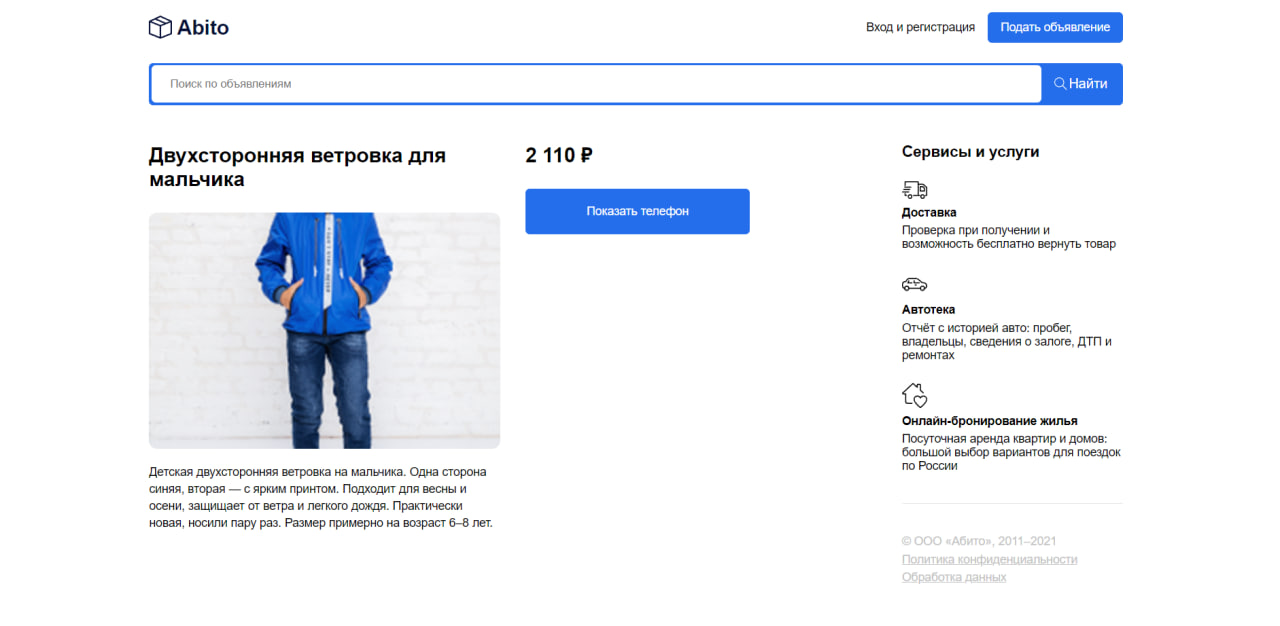 Abito
Вход и регистрация
Подать объявление
Поиск по объявлениям
Найти
Двухсторонняя ветровка для
мальчика
2 110 ₽
Показать телефон
Детская двухсторонняя ветровка на мальчика. Одна сторона
синяя, вторая — с ярким принтом. Подходит для весны и
осени, защищает от ветра и легкого дождя. Практически
новая, носили пару раз. Размер примерно на возраст 6–8 лет.
Сервисы и услуги
Доставка
Проверка при получении и
возможность бесплатно вернуть товар
Автотека
Отчёт с историей авто: пробег,
владельцы, сведения о залоге, ДТП и
ремонтах
Онлайн-бронирование жилья
Посуточная аренда квартир и домов:
большой выбор вариантов для поездок
по России
© ООО «Абито», 2011–2021
Политика конфиденциальности
Обработка данных